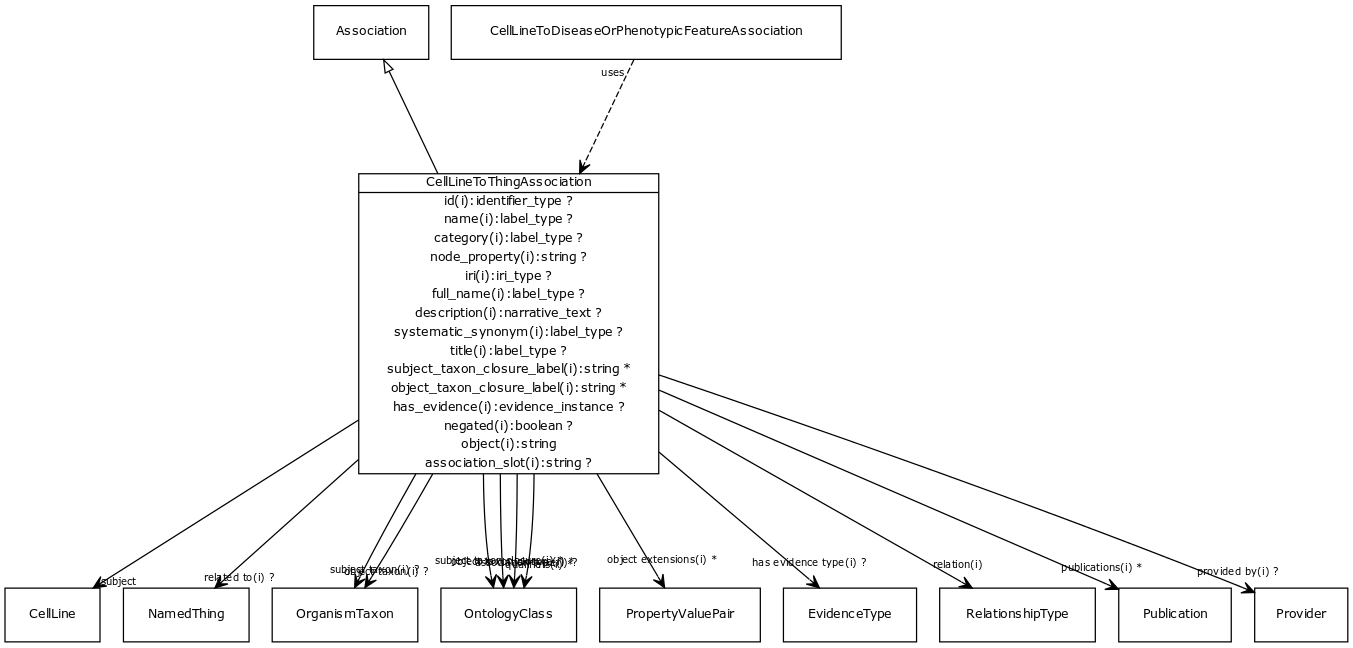 Association
CellLineToDiseaseOrPhenotypicFeatureAssociation
uses
CellLineToThingAssociation
id(i):identifier_type ?
name(i):label_type ?
category(i):label_type ?
node_property(i):string ?
iri(i):iri_type ?
full_name(i):label_type ?
description(i):narrative_text ?
systematic_synonym(i):label_type ?
title(i):label_type ?
subject_taxon_closure_label(i):string *
object_taxon_closure_label(i):string *
has_evidence(i):evidence_instance ?
negated(i):boolean ?
object(i):string
association_slot(i):string ?
subject
related to(i) ?
subject taxon(i) ?
object taxon(i) ?
object extensions(i) *
has evidence type(i) ?
relation(i)
publications(i) *
provided by(i) ?
CellLine
NamedThing
OrganismTaxon
OntologyClass
PropertyValuePair
EvidenceType
RelationshipType
Publication
Provider